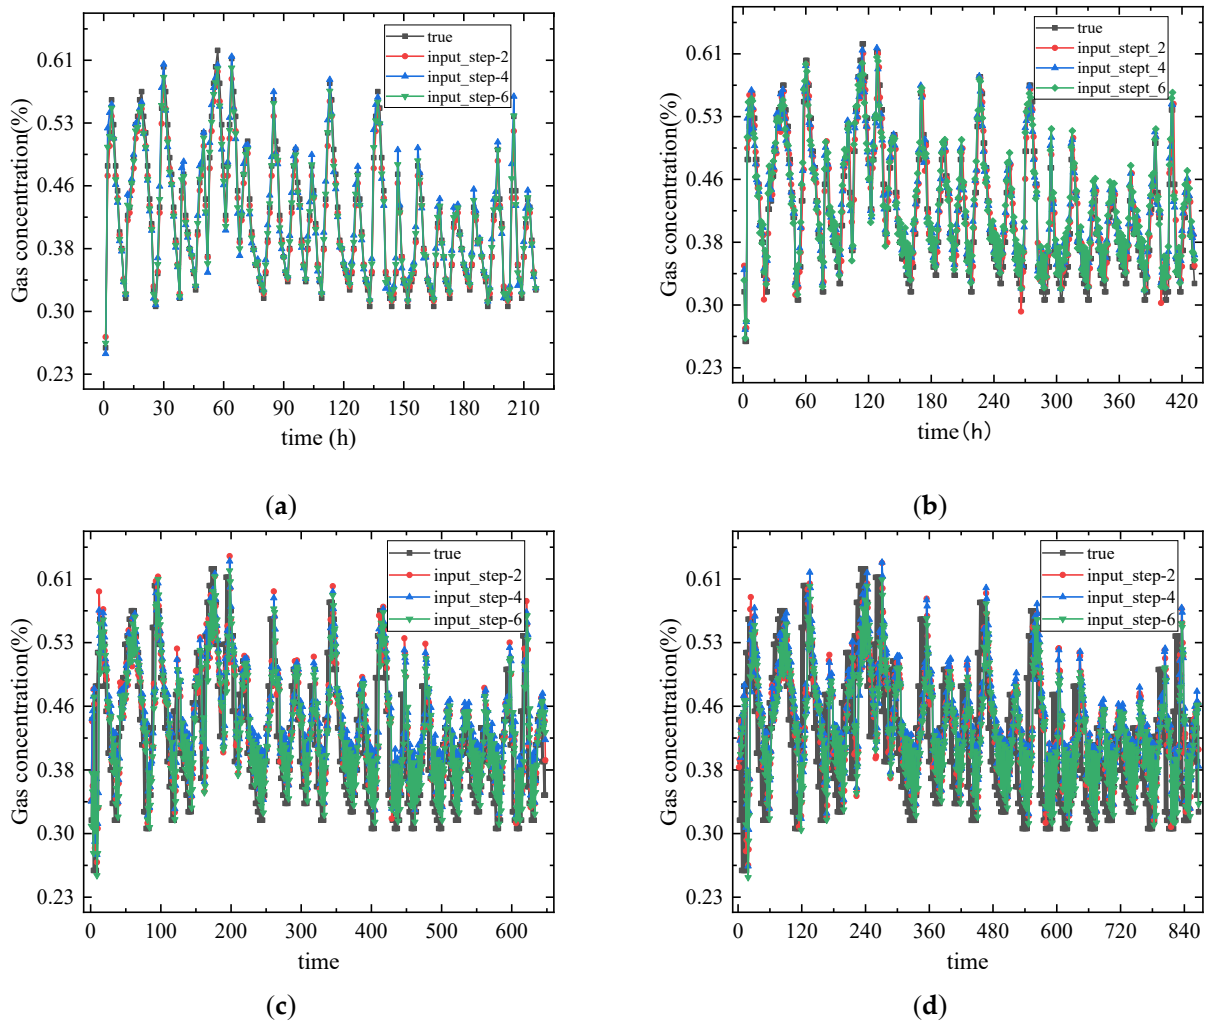 true
input_step-2
input_step-4
input_step-6
Gas concentration(%)
0.61
0.53
0.46
0.38
0.30
0.23
0 30 60 90 120 150 180 210
time (h)
(a)
true
input_stept_2
input_stept_4
input_stept_6
Gas concentration(%)
0.61
0.53
0.46
0.38
0.30
0.23
0 60 120 180 240 300 360 420
time(h)
(b)
true
input_step-2
input_step-4
input_step-6
Gas concentration(%)
0.61
0.53
0.46
0.38
0.30
0.23
0 100 200 300 400 500 600
time
(c)
true
input_step-2
input_step-4
input_step-6
Gas concentration(%)
0.61
0.53
0.46
0.38
0.30
0.23
0 120 240 360 480 600 720 840
time
(d)